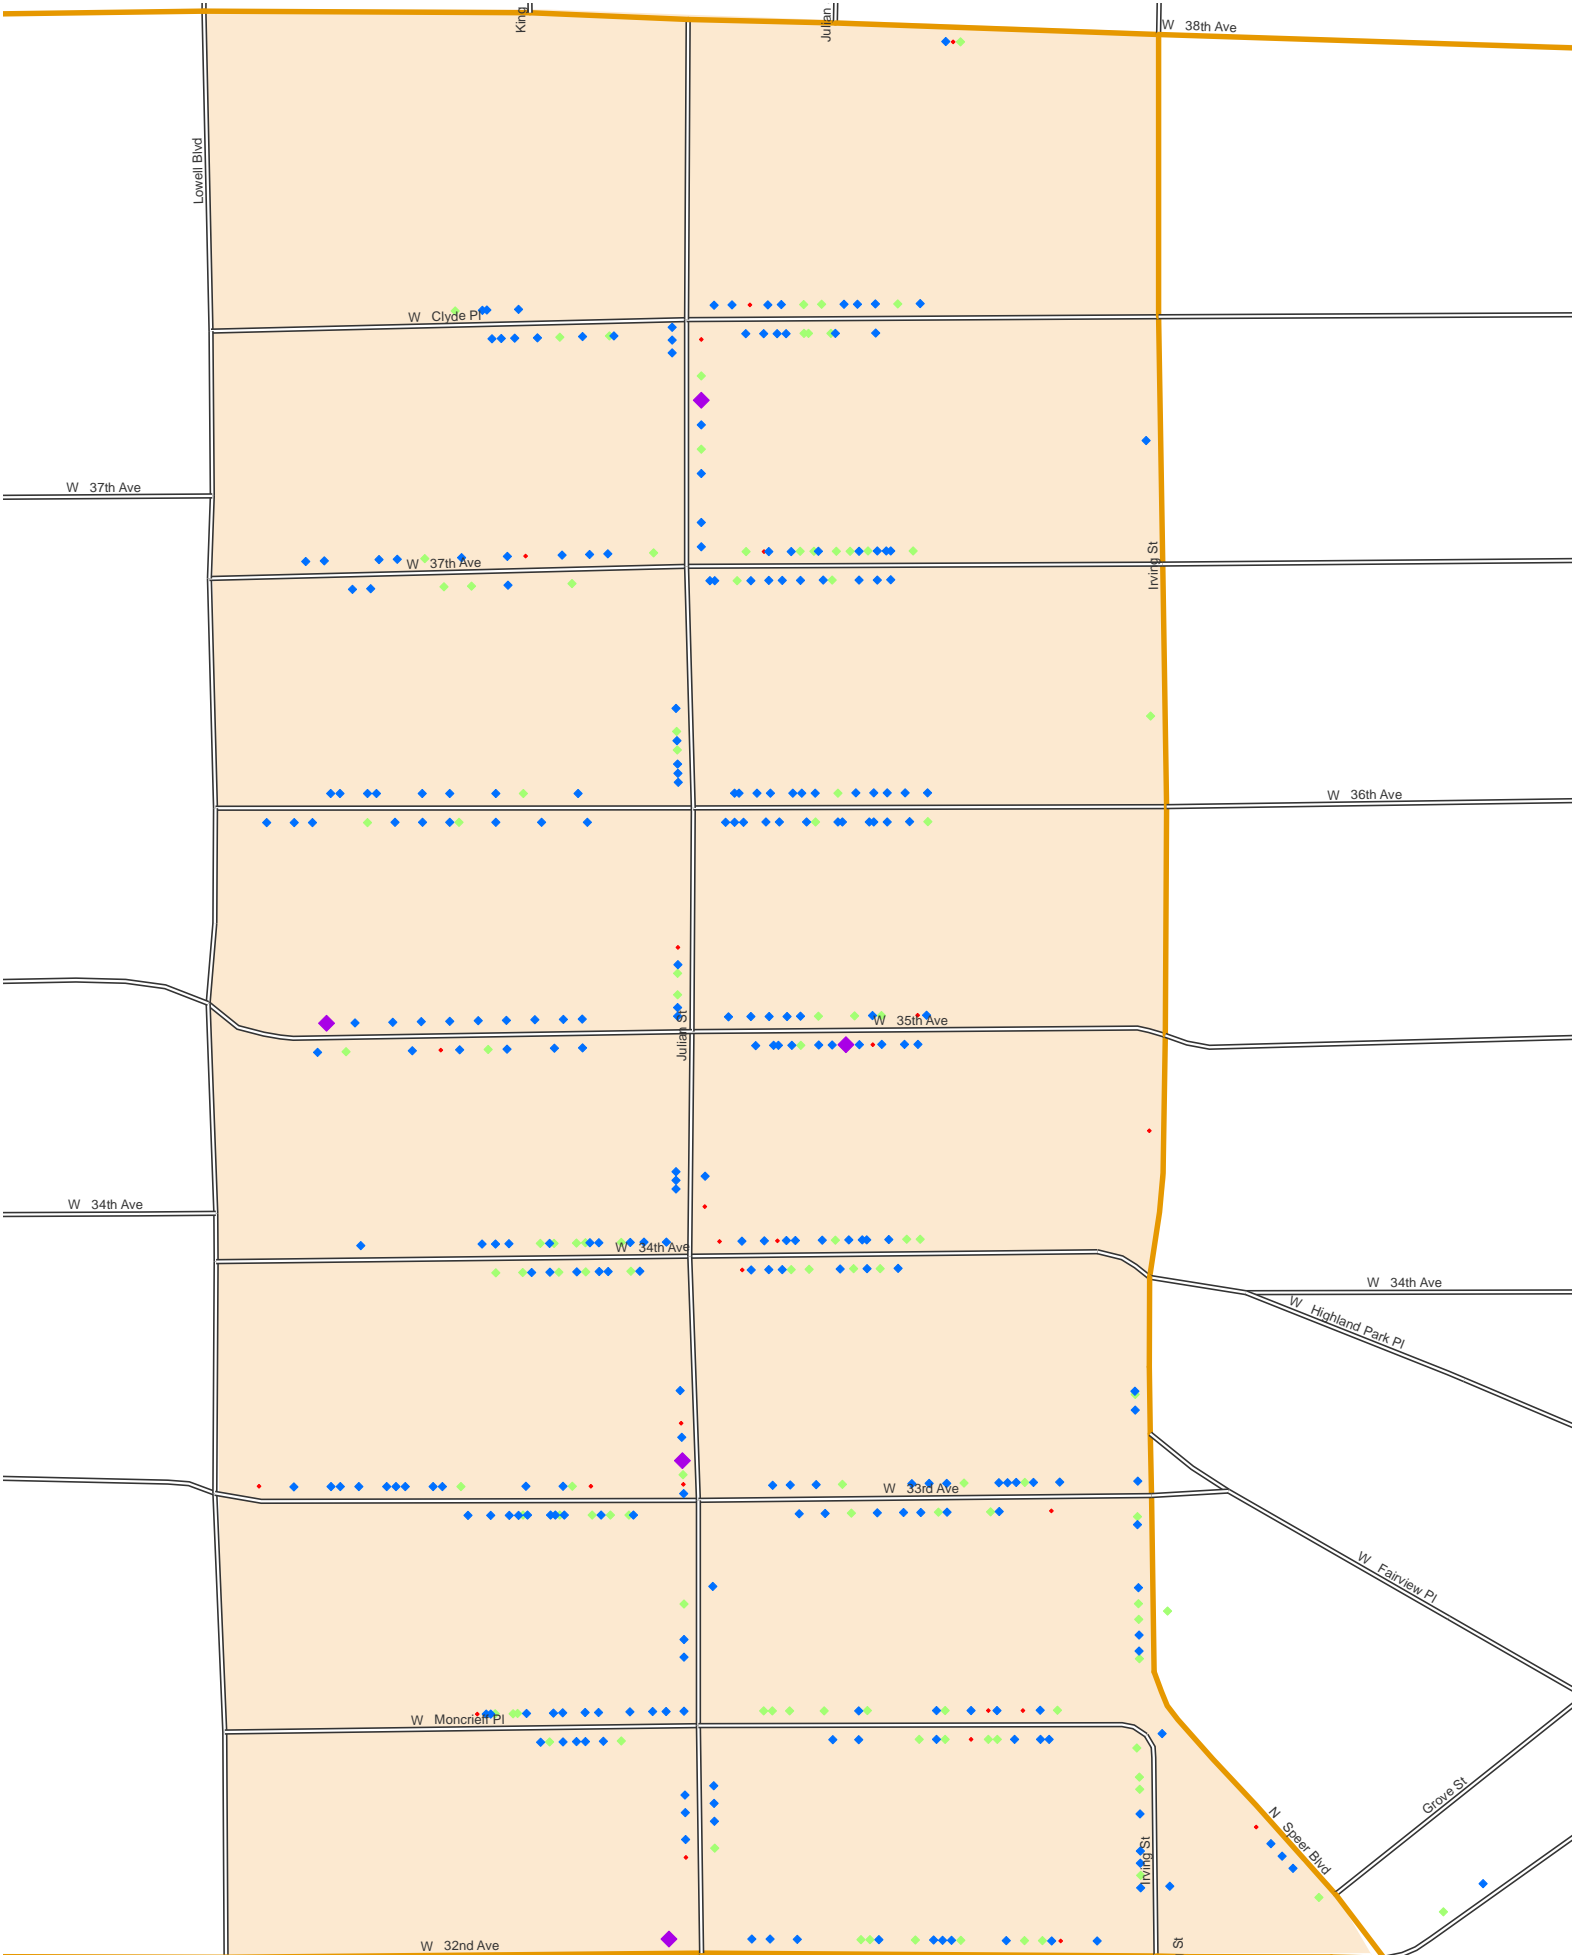 King
Julian
W 38th Ave
Lowell Blvd
W Clyde Pl
W 37th Ave
W 37th Ave
Irving St
W 36th Ave
W 35th Ave
Julian St
W 34th Ave
W 34th Ave
W 34th Ave
W Highland Park Pl
W 33rd Ave
W Fairview Pl
W Moncrieff Pl
Grove St
N Speer Blvd
Irving St
W 32nd Ave
St